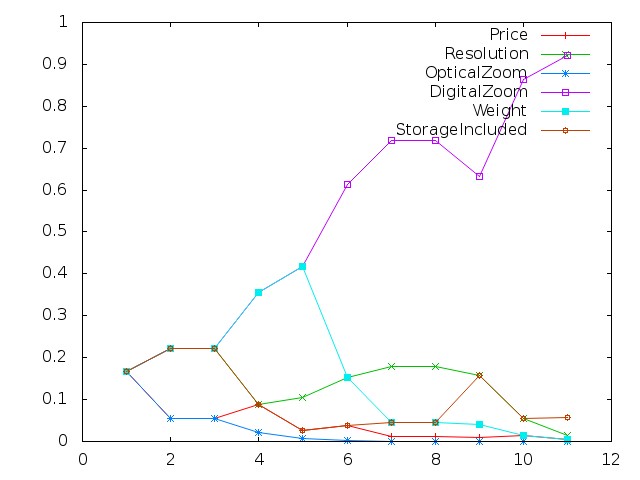 1
Price
Resolution
0.9
OpticalZoom
DigitalZoom
0.8
Weight
StorageIncluded
0.7
0.6
0.5
0.4
0.3
0.2
0.1
0
0 2 4 6 8 10 12